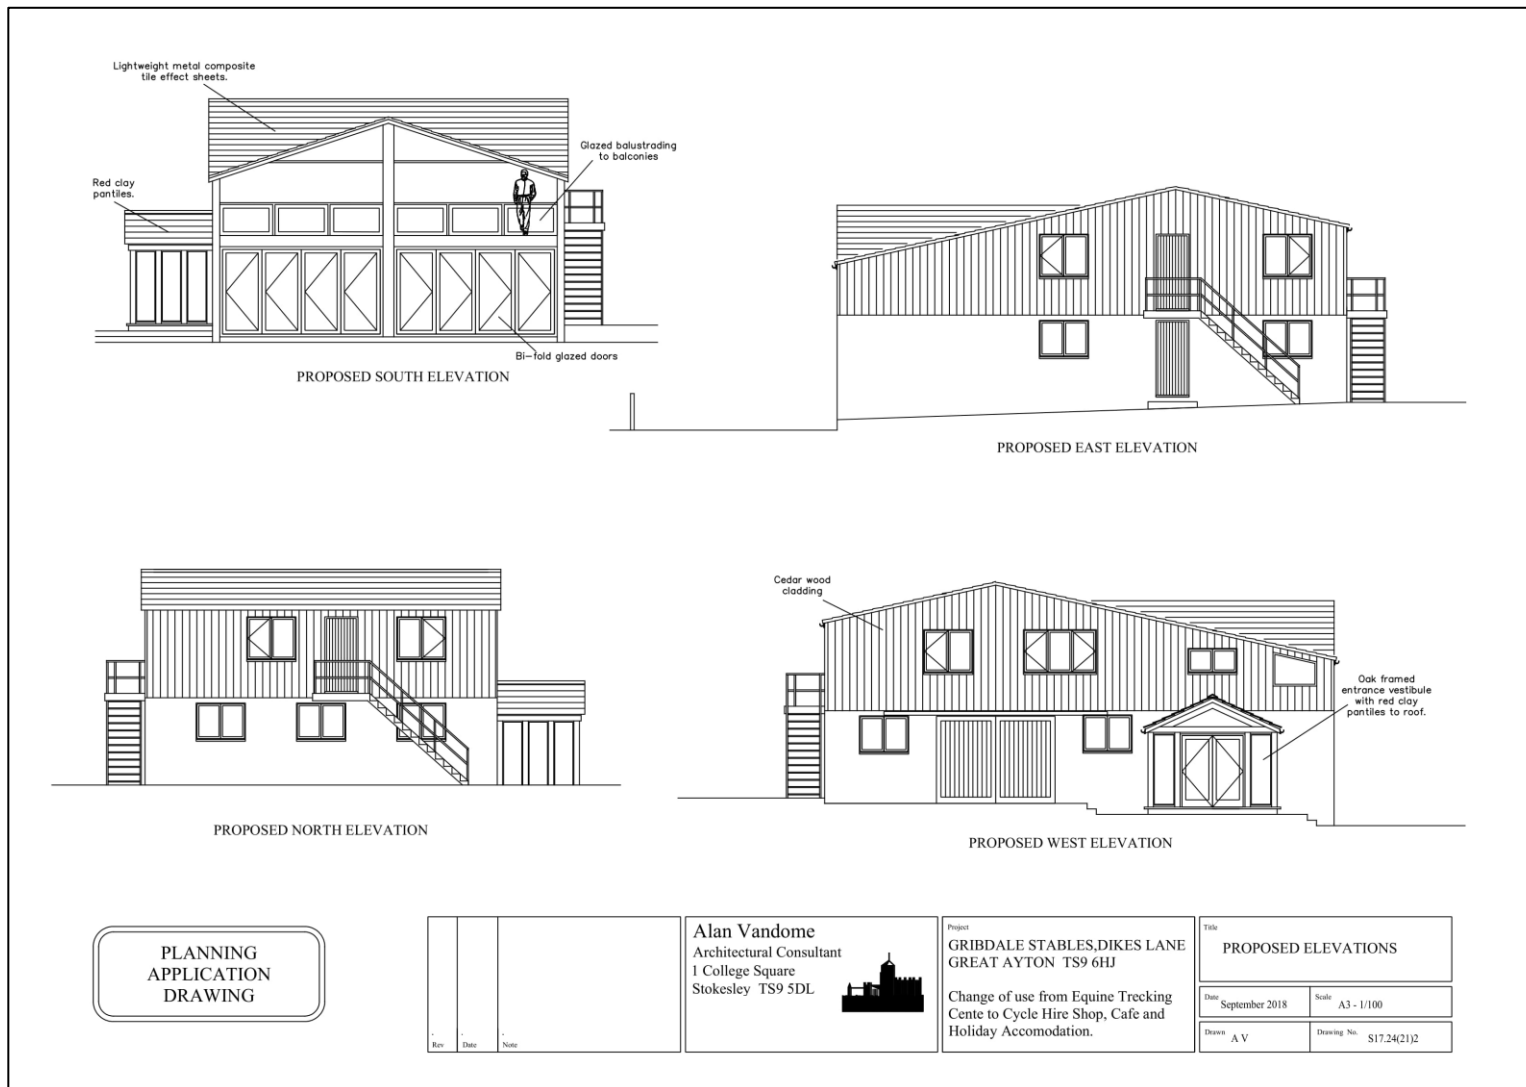 Lightweight metal composite
tile effect sheets.
Glazed balustrading
to balconies
Red clay
pantiles.
Bi-fold glazed doors
PROPOSED SOUTH ELEVATION
PROPOSED EAST ELEVATION
Cedar wood
cladding
Oak framed
entrance vestibule
with red clay
pantiles to roof.
PROPOSED NORTH ELEVATION
PROPOSED WEST ELEVATION
PLANNING
APPLICATION
DRAWING
Rev Date Note
Alan Vandome
Architectural Consultant
1 College Square
Stokesley TS9 5DL
Project
GRIBDALE STABLES,DIKES LANE
GREAT AYTON TS9 6HJ
Change of use from Equine Trecking
Cente to Cycle Hire Shop, Cafe and
Holiday Accomodation.
Title
PROPOSED ELEVATIONS
Date September 2018 Scale A3 - 1/100
Drawn A V Drawing No. S17.24(21)2